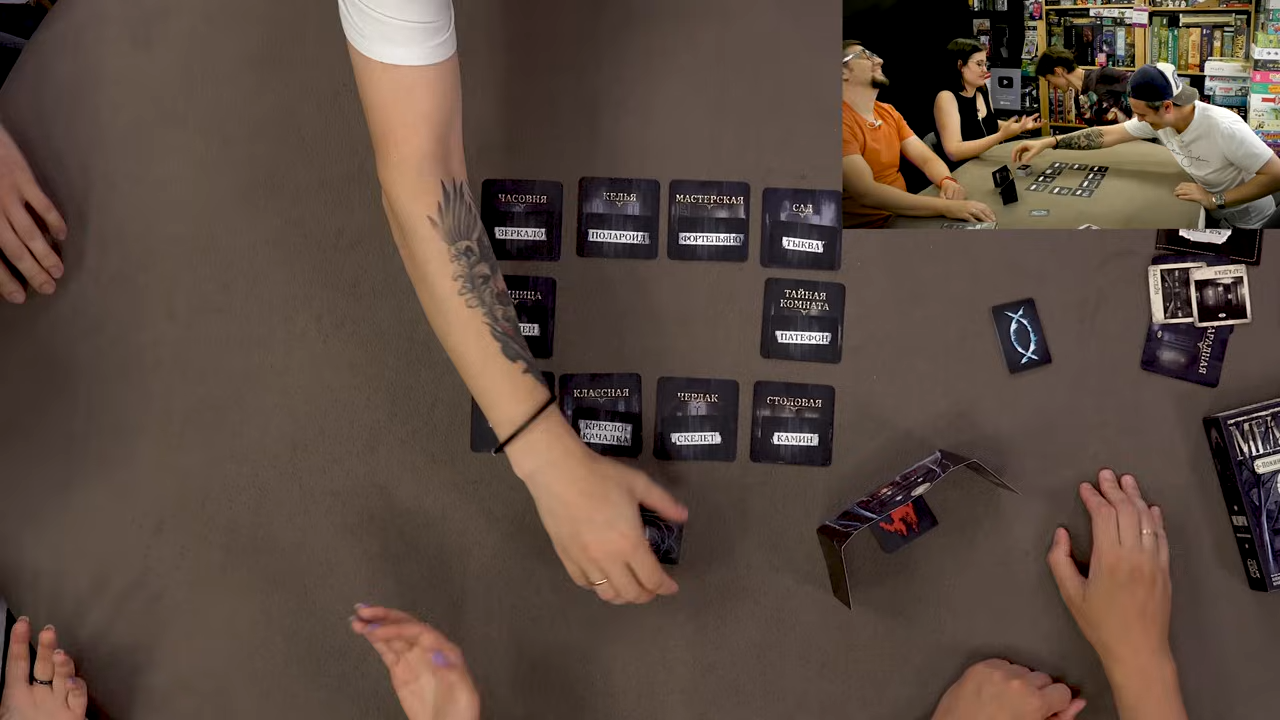 ЧАСОВНЯ
ЗЕРКАЛО
КЕЛЬЯ
ПОЛАРОИД
МАСТЕРСКАЯ
ФОРТЕПЬЯНО
САД
ТЫКВА
ТАЙНАЯ
КОМНАТА
ПАТЕФОН
КЛАССНАЯ
КРЕСЛО-
КАЧАЛКА
ЧЕРДАК
СКЕЛЕТ
СТОЛОВАЯ
КАМИН